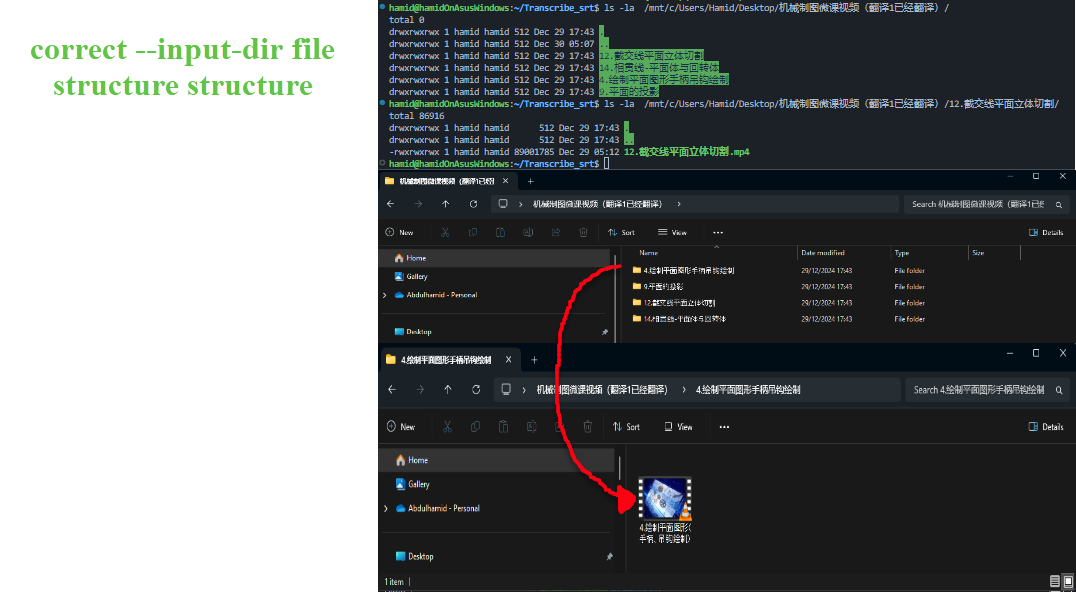 correct --input-dir file
structure structure
hamid@hamidOnAsusWindows:~/Transcribe_srt$ ls -la  /mnt/c/Users/Hamid/Desktop/机械制图微课视频（翻译1已经翻译）/
total 0
drwxrwxrwx 1 hamid hamid 512 Dec 29 17:43 .
drwxrwxrwx 1 hamid hamid 512 Dec 30 05:07 ..
drwxrwxrwx 1 hamid hamid 512 Dec 29 17:43 12.截交线平面立体切割
drwxrwxrwx 1 hamid hamid 512 Dec 29 17:43 14.相贯线-平面体与回转体
drwxrwxrwx 1 hamid hamid 512 Dec 29 17:43 4.绘制平面图形手柄吊钩绘制
drwxrwxrwx 1 hamid hamid 512 Dec 29 17:43 9.平面的投影
hamid@hamidOnAsusWindows:~/Transcribe_srt$ ls -la  /mnt/c/Users/Hamid/Desktop/机械制图微课视频（翻译1已经翻译）/12.截交线平面立体切割/
total 86916
drwxrwxrwx 1 hamid hamid      512 Dec 29 17:43 .
drwxrwxrwx 1 hamid hamid      512 Dec 29 17:43 ..
-rwxrwxrwx 1 hamid hamid 89001785 Dec 29 05:12 12.截交线平面立体切割.mp4
hamid@hamidOnAsusWindows:~/Transcribe_srt$
机械制图微课视频（翻译1已经翻
机械制图微课视频（翻译1已经翻译） Search 机械制图微课视频（翻译1已经
New Sort View Details
Home
Gallery
Abdulhamid - Personal
Desktop
Name Date modified Type Size
4.绘制平面图形手柄吊钩绘制 29/12/2024 17:43 File folder
9.平面的投影 29/12/2024 17:43 File folder
12.截交线平面立体切割 29/12/2024 17:43 File folder
14.相贯线-平面体与回转体 29/12/2024 17:43 File folder
4.绘制平面图形手柄吊钩绘制
机械制图微课视频（翻译1已经翻译） 4.绘制平面图形手柄吊钩绘制 Search 4.绘制平面图形手柄吊钩绘制
New Sort View Details
Home
Gallery
Abdulhamid - Personal
Desktop
4.绘制平面图形（
手柄、吊钩绘制）
1 item